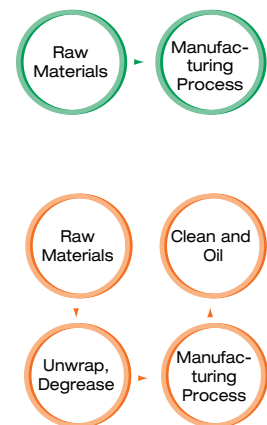 Raw
Materials
Manufac-
turing
Process
Raw
Materials
Clean and
Oil
Unwrap,
Degrease
Manufac-
turing
Process